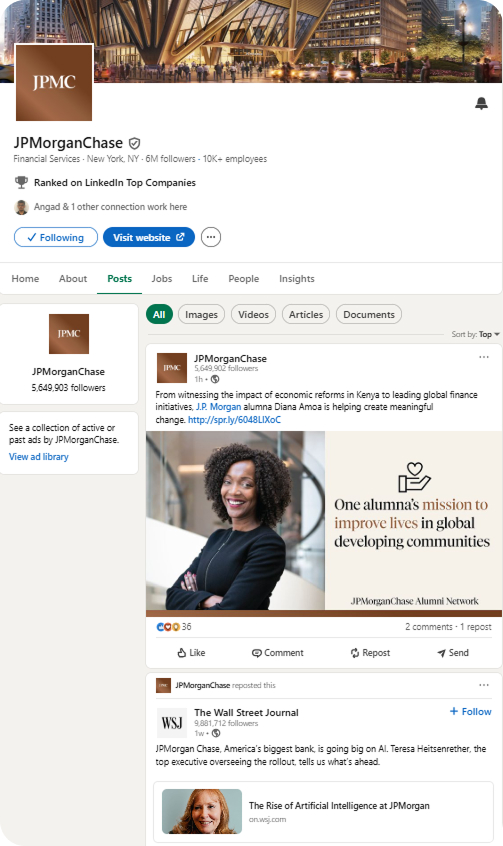 JPMC
JPMorganChase
Financial Services · New York, NY · 6M followers · 10K+ employees
Ranked on LinkedIn Top Companies
Angad & 1 other connection work here
Following
Visit website
Home About Posts Jobs Life People Insights
JPMC
JPMorganChase
5,649,903 followers
See a collection of active or
past ads by JPMorganChase.
View ad library
All Images Videos Articles Documents
Sort by: Top
JPMC
JPMorganChase
5,649,902 followers
1h •
From witnessing the impact of economic reforms in Kenya to leading global finance
initiatives, J.P. Morgan alumna Diana Amoa is helping create meaningful
change. http://spr.ly/6048LlXoC
One alumna's mission to
improve lives in global
developing communities
JPMorganChase Alumni Network
36
2 comments · 1 repost
Like Comment Repost Send
JPMorganChase reposted this
WSJ
The Wall Street Journal
+ Follow
9,881,712 followers
1w •
JPMorgan Chase, America's biggest bank, is going big on AI. Teresa Heitsenrether, the
top executive overseeing the rollout, tells us what's ahead.
The Rise of Artificial Intelligence at JPMorgan
on.wsj.com